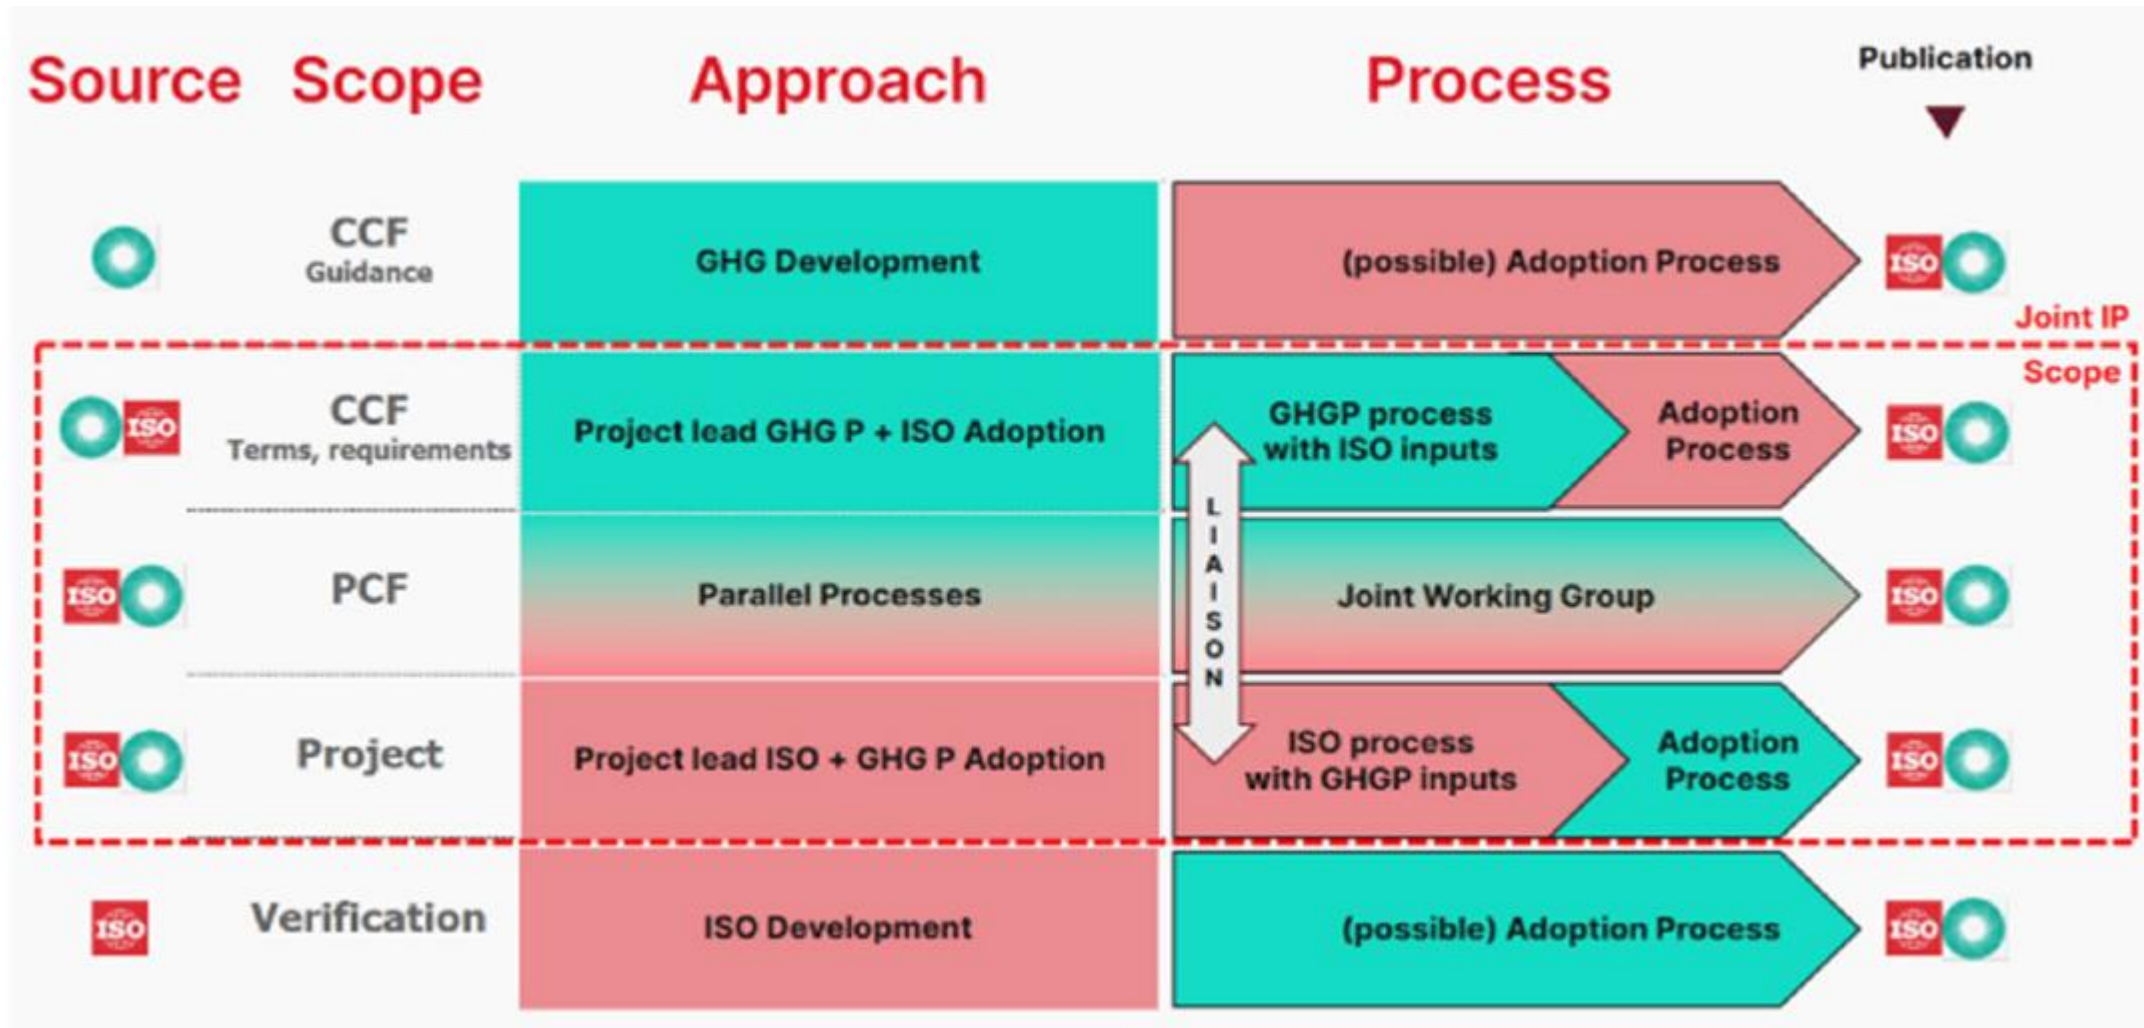 Source Scope Approach Process Publication
CCF
Guidance
GHG Development
(possible) Adoption Process
ISO
Joint IP
Scope
ISO
CCF
Terms, requirements
Project lead GHG P + ISO Adoption
GHGP process
with ISO inputs
Adoption
Process
ISO
LIAISON
ISO
PCF
Parallel Processes
Joint Working Group
ISO
ISO
Project
Project lead ISO + GHG P Adoption
ISO process
with GHGP inputs
Adoption
Process
ISO
ISO
Verification
ISO Development
(possible) Adoption Process
ISO